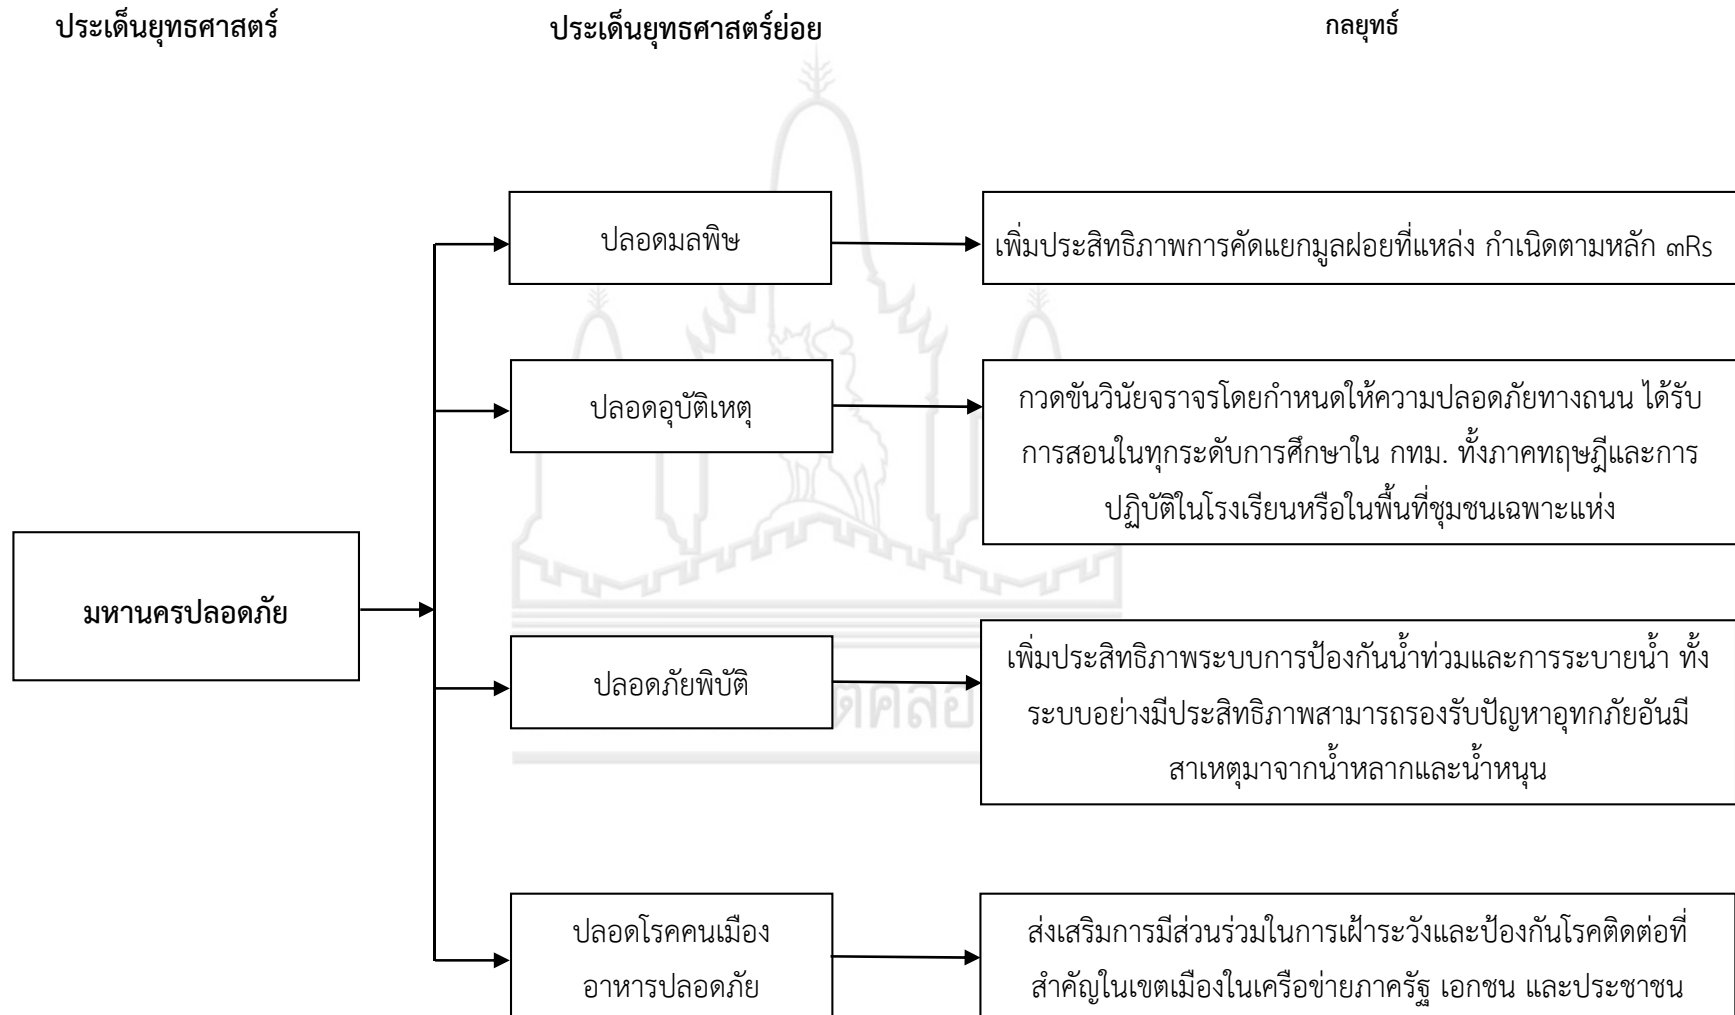 ประเด็นยุทธศาสตร์
ประเด็นยุทธศาสตร์ย่อย
กลยุทธ์
มหานครปลอดภัย
ปลอดมลพิษ
เพิ่มประสิทธิภาพการคัดแยกมูลฝอยที่แหล่ง กำเนิดตามหลัก ๓Rs
ปลอดอุบัติเหตุ
กวดขันวินัยจราจรโดยกำหนดให้ความปลอดภัยทางถนน ได้รับ
การสอนในทุกระดับการศึกษาใน กทม. ทั้งภาคทฤษฎีและการ
ปฏิบัติในโรงเรียนหรือในพื้นที่ชุมชนเฉพาะแห่ง
ปลอดภัยพิบัติ
เพิ่มประสิทธิภาพระบบการป้องกันน้ำท่วมและการระบายน้ำ ทั้ง
ระบบอย่างมีประสิทธิภาพสามารถรองรับปัญหาอุทกภัยอันมี
สาเหตุมาจากน้ำหลากและน้ำหนุน
ปลอดโรคคนเมือง
อาหารปลอดภัย
ส่งเสริมการมีส่วนร่วมในการเฝ้าระวังและป้องกันโรคติดต่อที่
สำคัญในเขตเมืองในเครือข่ายภาครัฐ เอกชน และประชาชน